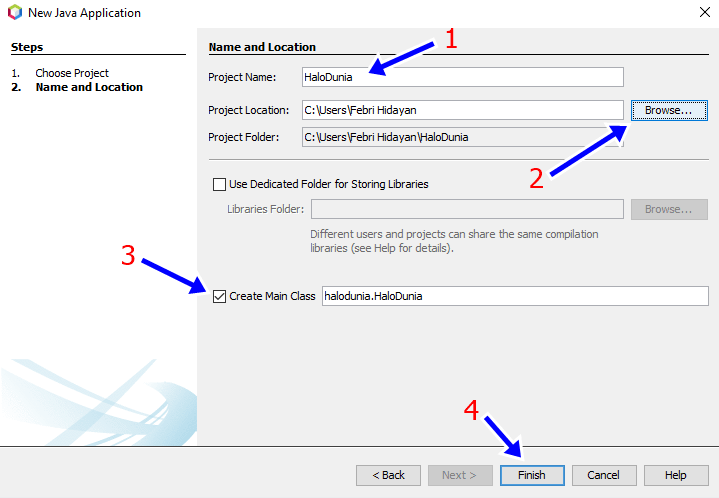 New Java Application
Steps
1. Choose Project
2. Name and Location
Name and Location
1
Project Name: HaloDunia
Project Location: C:\Users\Febri Hidayan Browse...
Project Folder: C:\Users\Febri Hidayan\HaloDunia
2
Use Dedicated Folder for Storing Libraries
Libraries Folder: Browse...
Different users and projects can share the same compilation
libraries (see Help for details).
3
Create Main Class halodunia.HaloDunia
4
< Back Next > Finish Cancel Help